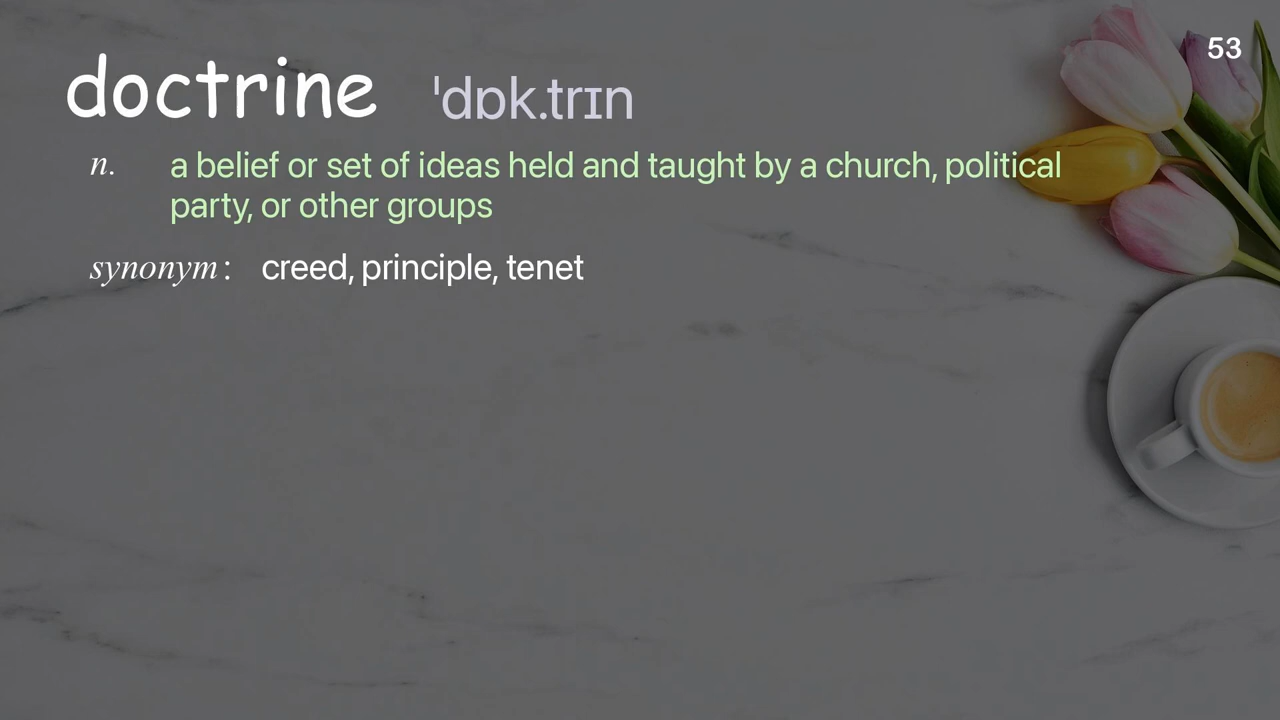 53
doctrine ˈdɒk.trɪn
n. a belief or set of ideas held and taught by a church, political
party, or other groups
synonym: creed, principle, tenet